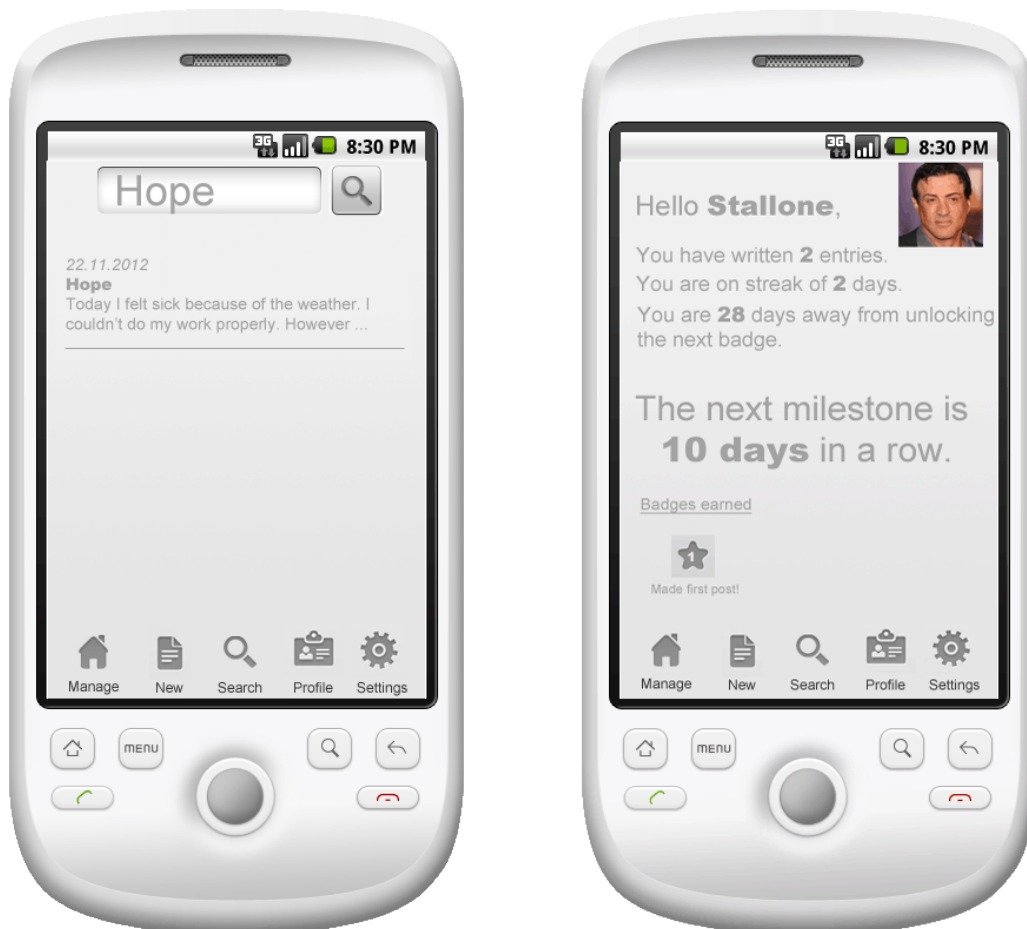 3G
8:30 PM
Hope
22.11.2012
Hope
Today I felt sick because of the weather. I
couldn't do my work properly. However ...
Manage New Search Profile Settings
MENU
3G
8:30 PM
Hello Stallone,
You have written 2 entries.
You are on streak of 2 days.
You are 28 days away from unlocking
the next badge.
The next milestone is
10 days in a row.
Badges earned
1
Made first post!
Manage New Search Profile Settings
MENU